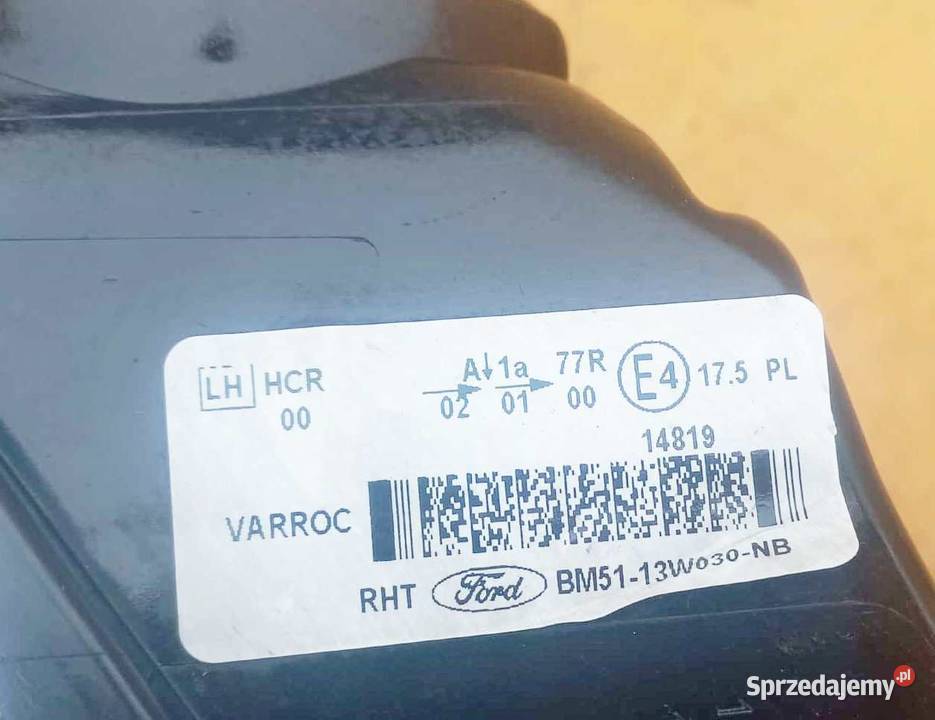 LH HCR A↓ 1a 77R E4 17.5 PL
00 02 01 00
14819
VARROC
RHT Ford BM51-13W030-NB
Sprzedajemy.pl